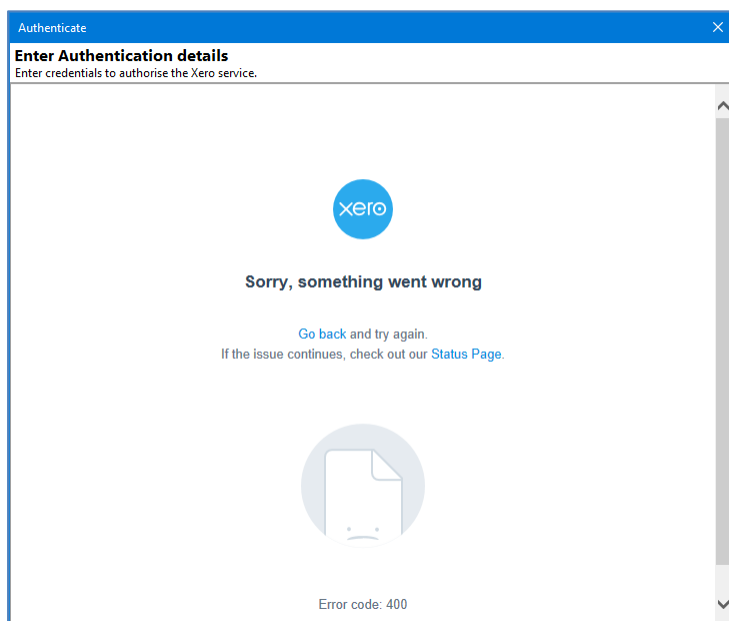 Authenticate
Enter Authentication details
Enter credentials to authorise the Xero service.
xero
Sorry, something went wrong
Go back and try again.
If the issue continues, check out our Status Page.
Error code: 400